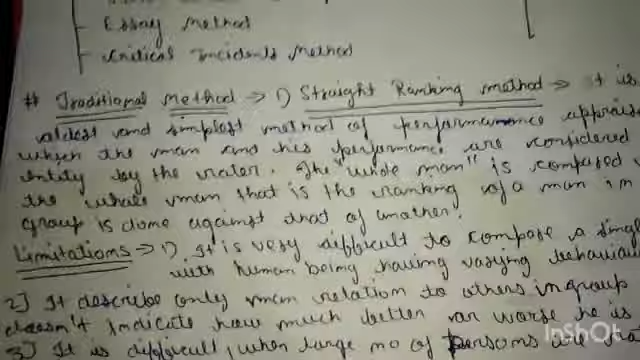 Essay Method
Critical Incidents Method
# Traditional Method → 1) Straight Ranking method → It is
oldest and simplest method of performance apprais
which the man and his performance are considered
entity by the rater. The "whole man" is compared
the whole man that is the ranking of a man in
group is done against that of another.
Limitations → 1). It is very difficult to compare a single
with human being having varying behaviour
2] It describe only man relation to others in group
doesn't indicate how much better or worse he is
3] It is difficult, when large no of persons are
InShOt